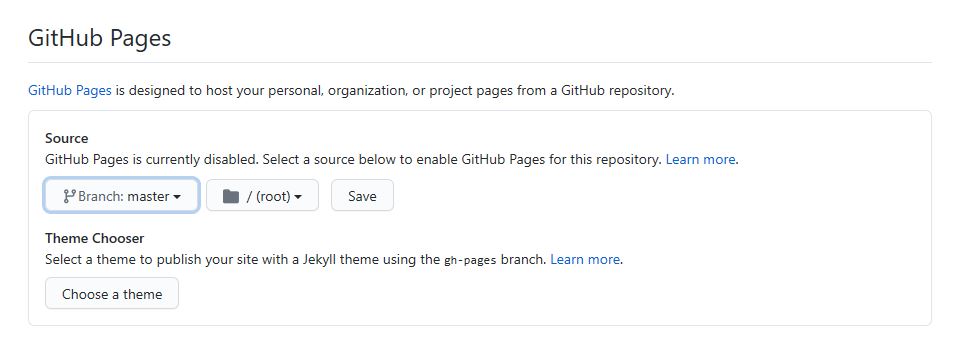 GitHub Pages
GitHub Pages is designed to host your personal, organization, or project pages from a GitHub repository.
Source
GitHub Pages is currently disabled. Select a source below to enable GitHub Pages for this repository. Learn more.
Branch: master / (root) Save
Theme Chooser
Select a theme to publish your site with a Jekyll theme using the gh-pages branch. Learn more.
Choose a theme